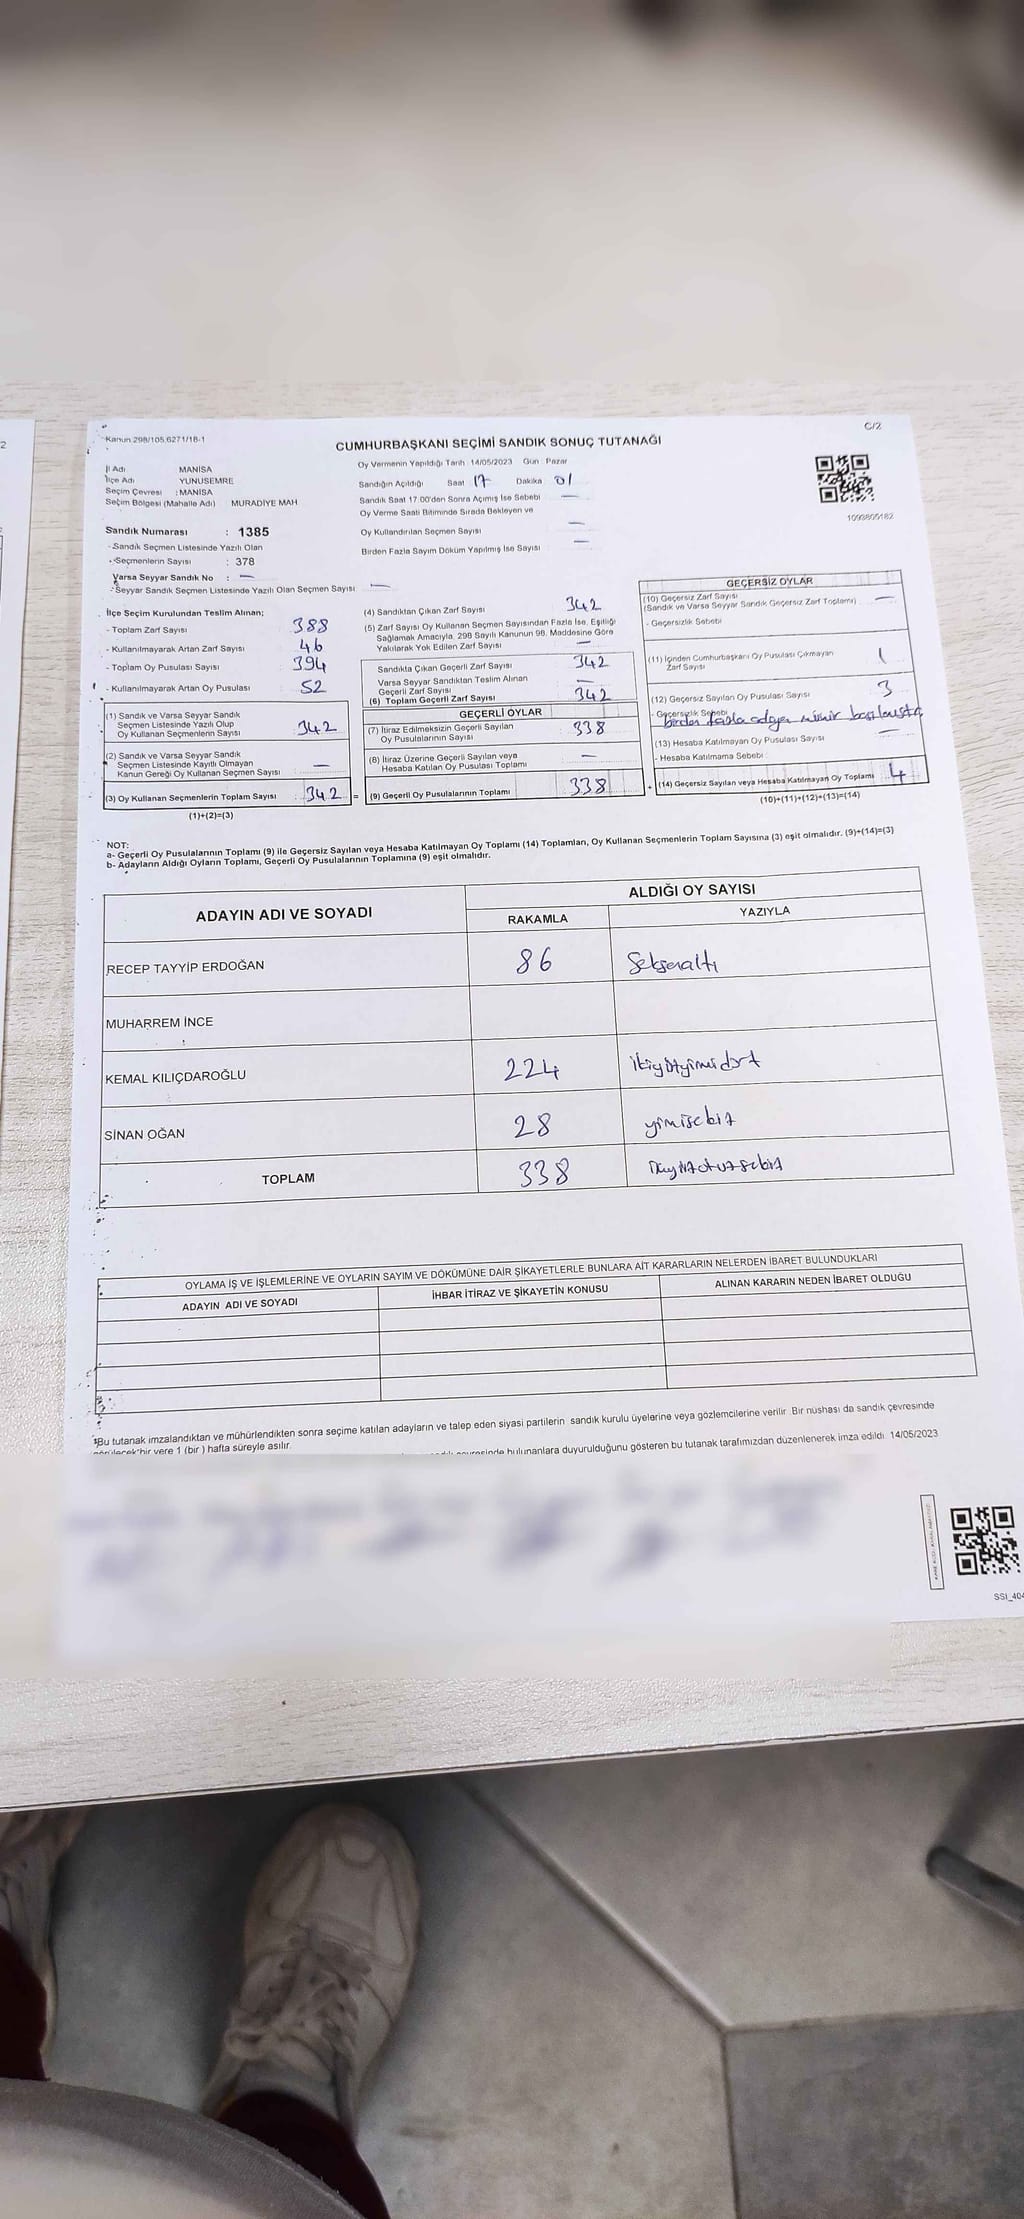 Kanun 298/105,6271/18-1
C/2
CUMHURBAŞKANI SEÇİMİ SANDIK SONUÇ TUTANAĞI
İl Adı MANİSA
İlçe Adı YUNUSEMRE
Seçim Çevresi : MANİSA
Seçim Bölgesi (Mahalle Adı) MURADİYE MAH
Sandık Numarası : 1385
- Sandık Seçmen Listesinde Yazılı Olan
- Seçmenlerin Sayısı : 378
Varsa Seyyar Sandık No : —
- Seyyar Sandık Seçmen Listesinde Yazılı Olan Seçmen Sayısı —
Oy Vermenin Yapıldığı Tarih 14/05/2023 Gün Pazar
Sandığın Açıldığı Saat 17 Dakika 01
Sandık Saat 17.00'den Sonra Açımış İse Sebebi —
Oy Verme Saati Bitiminde Sırada Bekleyen ve
Oy Kullandırılan Seçmen Sayısı —
Birden Fazla Sayım Döküm Yapılmış İse Sayısı —
1093805182
İlçe Seçim Kurulundan Teslim Alınan;
- Toplam Zarf Sayısı 388
- Kullanılmayarak Artan Zarf Sayısı 46
- Toplam Oy Pusulası Sayısı 394
- Kullanılmayarak Artan Oy Pusulası 52
(1) Sandık ve Varsa Seyyar Sandık
Seçmen Listesinde Yazılı Olup
Oy Kullanan Seçmenlerin Sayısı 342
(2) Sandık ve Varsa Seyyar Sandık
Seçmen Listesinde Kayıtlı Olmayan
Kanun Gereği Oy Kullanan Seçmen Sayısı —
(3) Oy Kullanan Seçmenlerin Toplam Sayısı 342 =
(1)+(2)=(3)
(4) Sandıktan Çıkan Zarf Sayısı 342
(5) Zarf Sayısı Oy Kullanan Seçmen Sayısından Fazla İse, Eşitliği
Sağlamak Amacıyla, 298 Sayılı Kanunun 98. Maddesine Göre
Yakılarak Yok Edilen Zarf Sayısı —
Sandıkta Çıkan Geçerli Zarf Sayısı 342
Varsa Seyyar Sandıktan Teslim Alınan
Geçerli Zarf Sayısı —
(6) Toplam Geçerli Zarf Sayısı 342
GEÇERLİ OYLAR
(7) İtiraz Edilmeksizin Geçerli Sayılan
Oy Pusulalarının Sayısı 338
(8) İtiraz Üzerine Geçerli Sayılan veya
Hesaba Katılan Oy Pusulası Toplamı —
(9) Geçerli Oy Pusulalarının Toplamı 338 +
GEÇERSİZ OYLAR
(10) Geçersiz Zarf Sayısı
(Sandık ve Varsa Seyyar Sandık Geçersiz Zarf Toplamı) —
- Geçersizlik Sebebi
(11) İçinden Cumhurbaşkanı Oy Pusulası Çıkmayan
Zarf Sayısı 1
(12) Geçersiz Sayılan Oy Pusulası Sayısı 3
- Geçersizlik Sebebi
birden fazla adaya mühür basılmıştır
(13) Hesaba Katılmayan Oy Pusulası Sayısı —
- Hesaba Katılmama Sebebi
(14) Geçersiz Sayılan veya Hesaba Katılmayan Oy Toplamı 4
(10)+(11)+(12)+(13)=(14)
NOT:
a- Geçerli Oy Pusulalarının Toplamı (9) ile Geçersiz Sayılan veya Hesaba Katılmayan Oy Toplamı (14) Toplamları, Oy Kullanan Seçmenlerin Toplam Sayısına (3) eşit olmalıdır. (9)+(14)=(3)
b- Adayların Aldığı Oyların Toplamı, Geçerli Oy Pusulalarının Toplamına (9) eşit olmalıdır.
ADAYIN ADI VE SOYADI
ALDIĞI OY SAYISI
RAKAMLA YAZIYLA
RECEP TAYYİP ERDOĞAN 86 Seksenaltı
MUHARREM İNCE
KEMAL KILIÇDAROĞLU 224 ikiyüzyirmidört
SİNAN OĞAN 28 yirmisekiz
TOPLAM 338 üçyüzotuzsekiz
OYLAMA İŞ VE İŞLEMLERİNE VE OYLARIN SAYIM VE DÖKÜMÜNE DAİR ŞİKAYETLERLE BUNLARA AİT KARARLARIN NELERDEN İBARET BULUNDUKLARI
ADAYIN ADI VE SOYADI İHBAR İTİRAZ VE ŞİKAYETİN KONUSU ALINAN KARARIN NEDEN İBARET OLDUĞU
Bu tutanak imzalandıktan ve mühürlendikten sonra seçime katılan adayların ve talep eden siyasi partilerin sandık kurulu üyelerine veya gözlemcilerine verilir Bir nüshası da sandık çevresinde
görülecek bir yere 1 (bir ) hafta süreyle asılır.
bulunanlara duyurulduğunu gösteren bu tutanak tarafımızdan düzenlenerek imza edildi. 14/05/2023
SSI_404